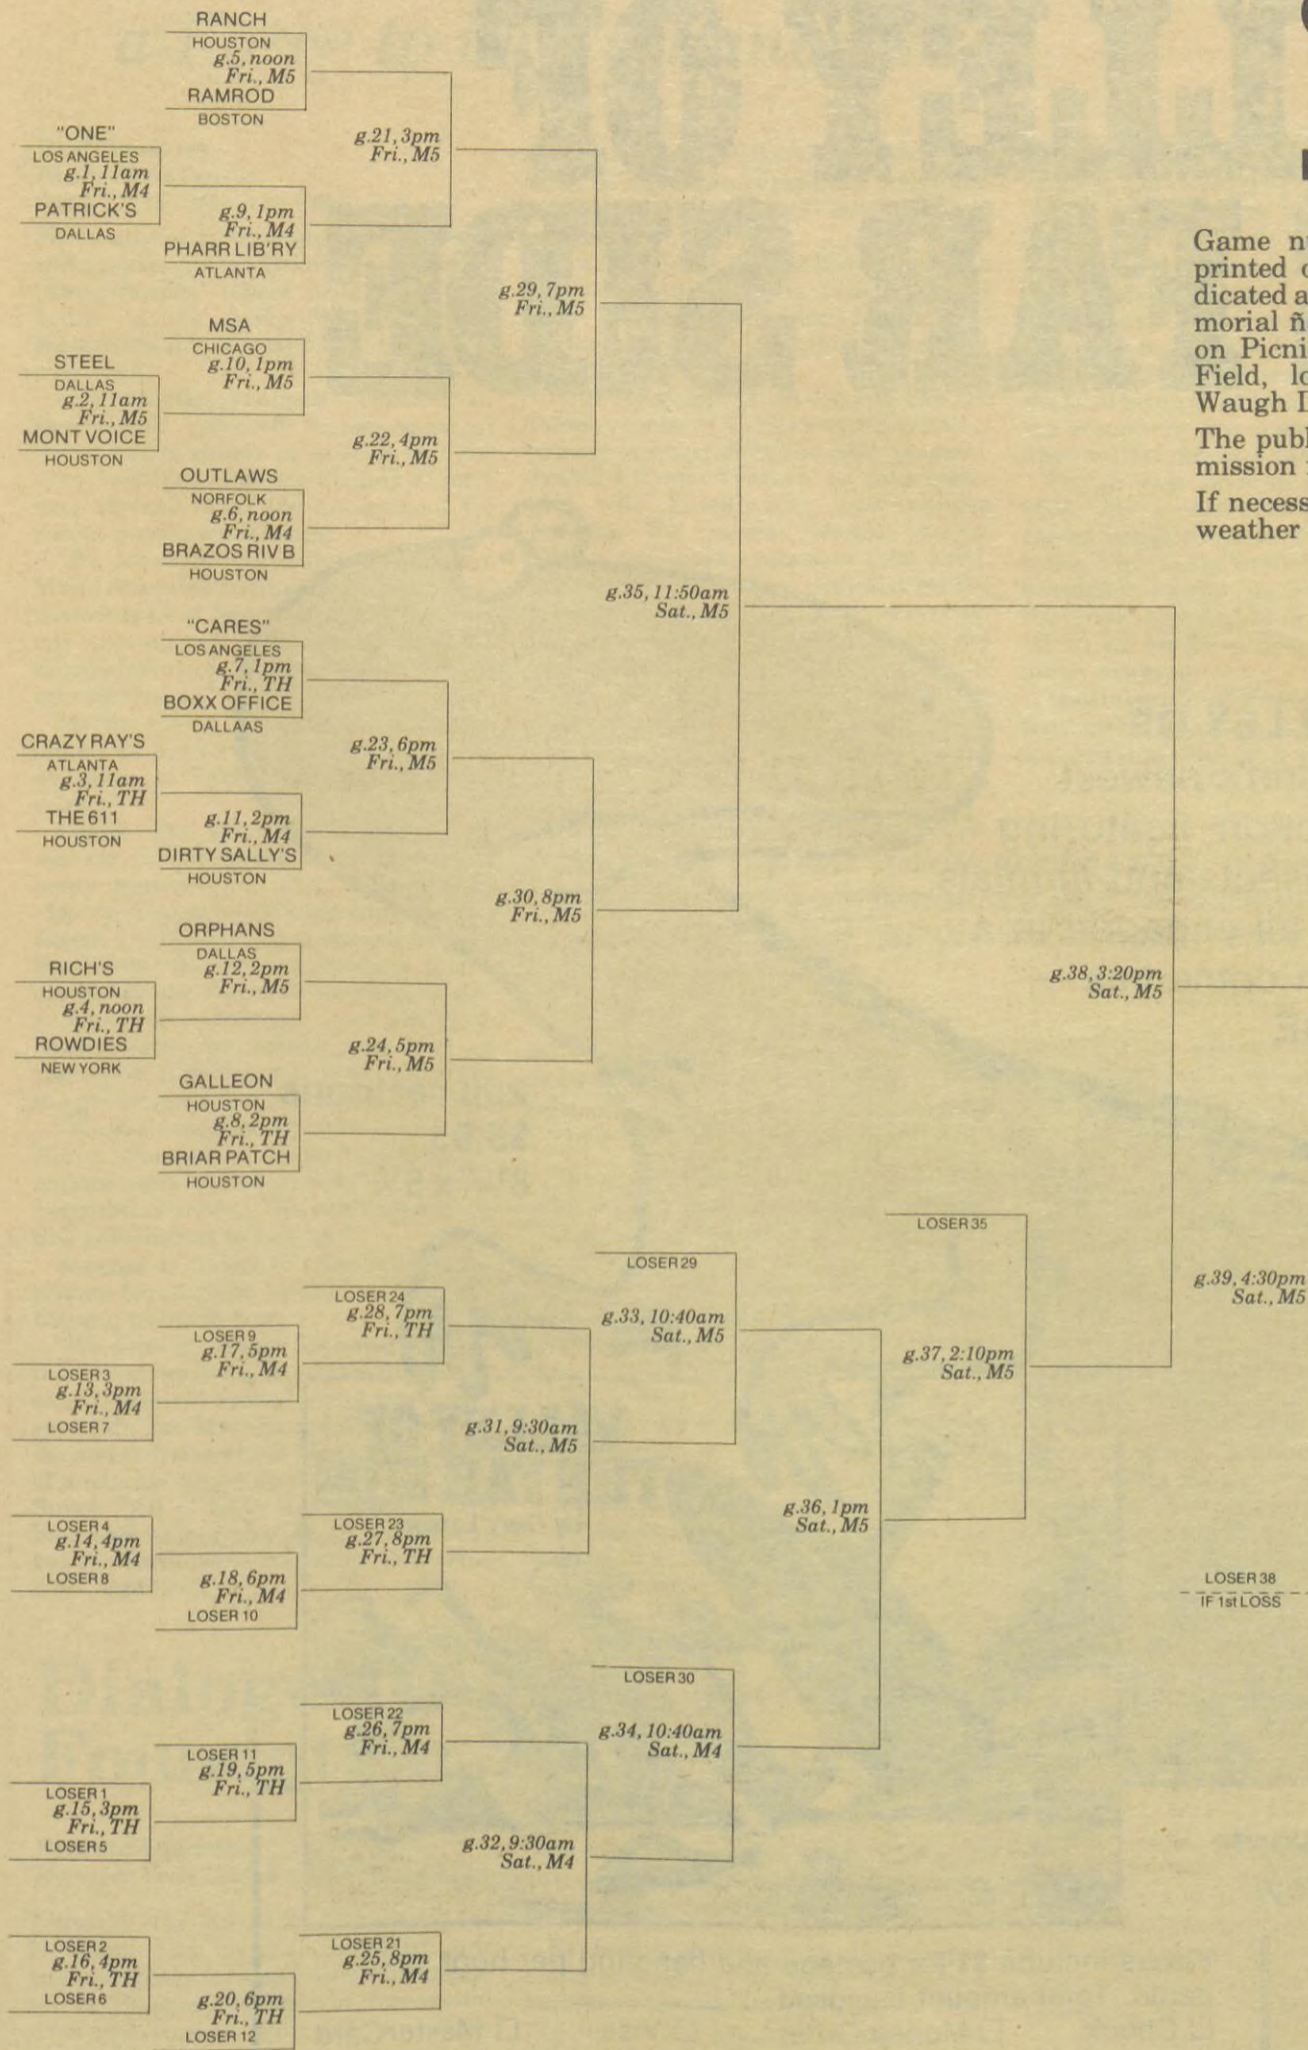 RANCH
HOUSTON
g.5, noon
Fri., M5
RAMROD
BOSTON
"ONE"
LOS ANGELES
g.1, 11am
Fri., M4
PATRICK'S
DALLAS
g.21, 3pm
Fri., M5
g.9, 1pm
Fri., M4
PHARR LIB'RY
ATLANTA
g.29, 7pm
Fri., M5
MSA
CHICAGO
g.10, 1pm
Fri., M5
STEEL
DALLAS
g.2, 11am
Fri., M5
MONT VOICE
HOUSTON
g.22, 4pm
Fri., M5
OUTLAWS
NORFOLK
g.6, noon
Fri., M4
BRAZOS RIV B
HOUSTON
g.35, 11:50am
Sat., M5
"CARES"
LOS ANGELES
g.7, 1pm
Fri., TH
BOXX OFFICE
DALLAAS
CRAZY RAY'S
ATLANTA
g.3, 11am
Fri., TH
THE 611
HOUSTON
g.23, 6pm
Fri., M5
g.11, 2pm
Fri., M4
DIRTY SALLY'S
HOUSTON
g.30, 8pm
Fri., M5
ORPHANS
DALLAS
g.12, 2pm
Fri., M5
RICH'S
HOUSTON
g.4, noon
Fri., TH
ROWDIES
NEW YORK
g.24, 5pm
Fri., M5
GALLEON
HOUSTON
g.8, 2pm
Fri., TH
BRIAR PATCH
HOUSTON
g.38, 3:20pm
Sat., M5
Game
printed
dicated
morial
on Picni
Field,
Waugh
The publ
mission
If necess
weather
LOSER 35
LOSER 29
g.33, 10:40am
Sat., M5
g.37, 2:10pm
Sat., M5
g.39, 4:30pm
Sat., M5
LOSER 24
g.28, 7pm
Fri., TH
LOSER 9
g.17, 5pm
Fri., M4
LOSER 3
g.13, 3pm
Fri., M4
LOSER 7
g.31, 9:30am
Sat., M5
g.36, 1pm
Sat., M5
LOSER 4
g.14, 4pm
Fri., M4
LOSER 8
LOSER 23
g.27, 8pm
Fri., TH
g.18, 6pm
Fri., M4
LOSER 10
LOSER 38
IF 1st LOSS
LOSER 30
g.34, 10:40am
Sat., M4
LOSER 22
g.26, 7pm
Fri., M4
LOSER 11
g.19, 5pm
Fri., TH
LOSER 1
g.15, 3pm
Fri., TH
LOSER 5
g.32, 9:30am
Sat., M4
LOSER 2
g.16, 4pm
Fri., TH
LOSER 6
LOSER 21
g.25, 8pm
Fri., M4
g.20, 6pm
Fri., TH
LOSER 12